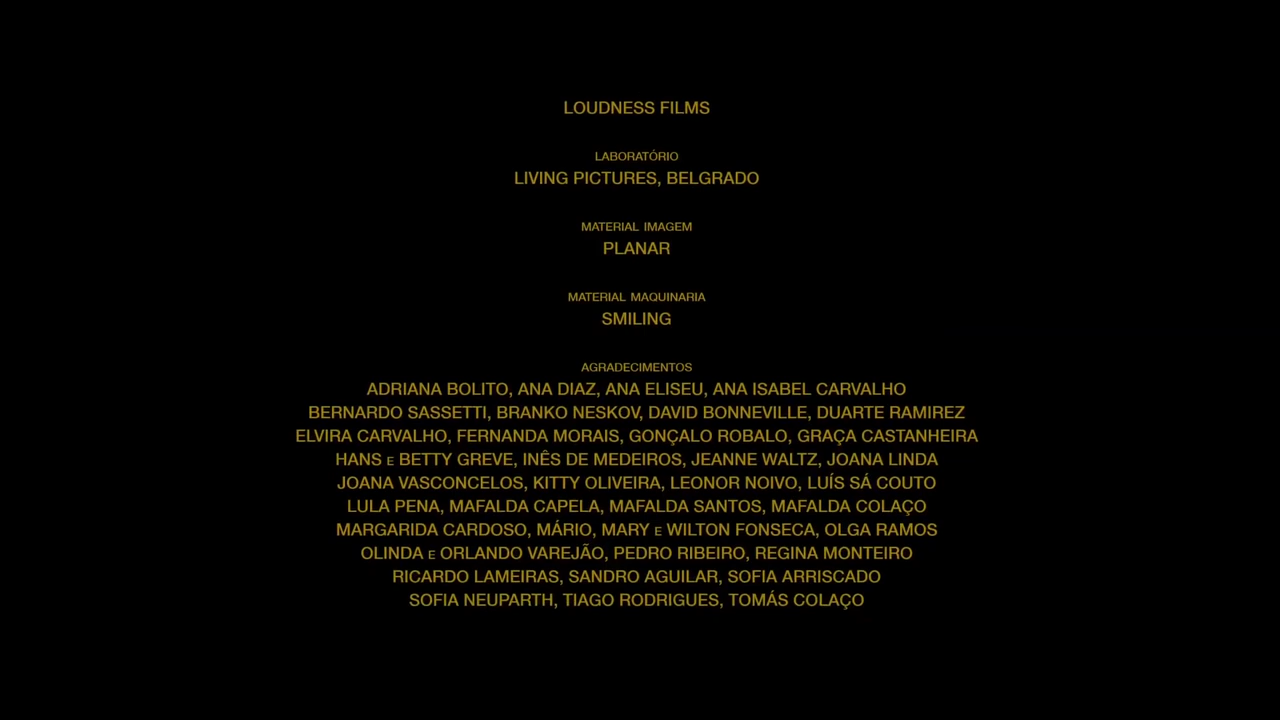 LOUDNESS FILMS
LABORATÓRIO
LIVING PICTURES, BELGRADO
MATERIAL IMAGEM
PLANAR
MATERIAL MAQUINARIA
SMILING
AGRADECIMENTOS
ADRIANA BOLITO, ANA DIAZ, ANA ELISEU, ANA ISABEL CARVALHO
BERNARDO SASSETTI, BRANKO NESKOV, DAVID BONNEVILLE, DUARTE RAMIREZ
ELVIRA CARVALHO, FERNANDA MORAIS, GONÇALO ROBALO, GRAÇA CASTANHEIRA
HANS E BETTY GREVE, INÊS DE MEDEIROS, JEANNE WALTZ, JOANA LINDA
JOANA VASCONCELOS, KITTY OLIVEIRA, LEONOR NOIVO, LUÍS SÁ COUTO
LULA PENA, MAFALDA CAPELA, MAFALDA SANTOS, MAFALDA COLAÇO
MARGARIDA CARDOSO, MÁRIO, MARY E WILTON FONSECA, OLGA RAMOS
OLINDA E ORLANDO VAREJÃO, PEDRO RIBEIRO, REGINA MONTEIRO
RICARDO LAMEIRAS, SANDRO AGUILAR, SOFIA ARRISCADO
SOFIA NEUPARTH, TIAGO RODRIGUES, TOMÁS COLAÇO